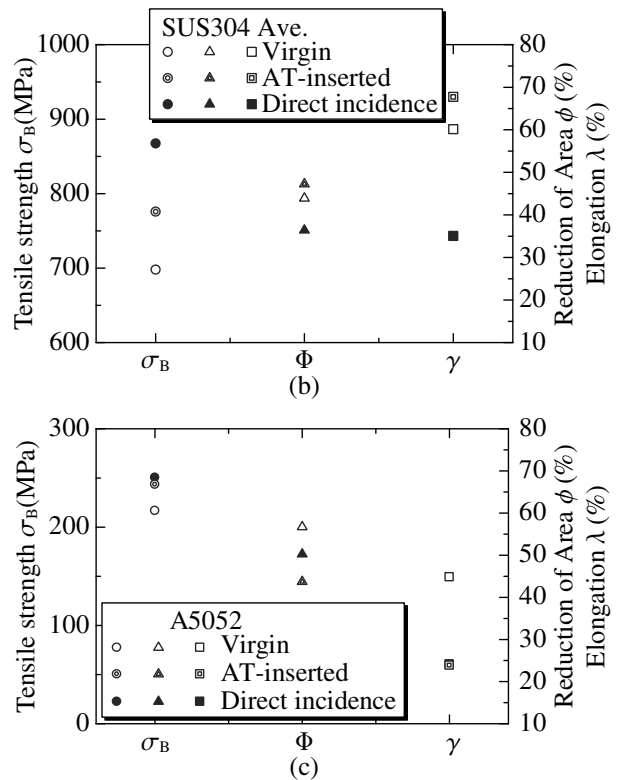 SUS304 Ave.
Virgin
AT-inserted
Direct incidence
1000
900
800
700
600
Tensile strength σB(MPa)
80
70
60
50
40
30
20
10
Reduction of Area ϕ (%)
Elongation λ (%)
σB
Φ
γ
(b)
300
200
150
100
50
0
Tensile strength σB(MPa)
80
70
60
50
40
30
20
10
Reduction of Area ϕ (%)
Elongation λ (%)
A5052
Virgin
AT-inserted
Direct incidence
σB
Φ
γ
(c)